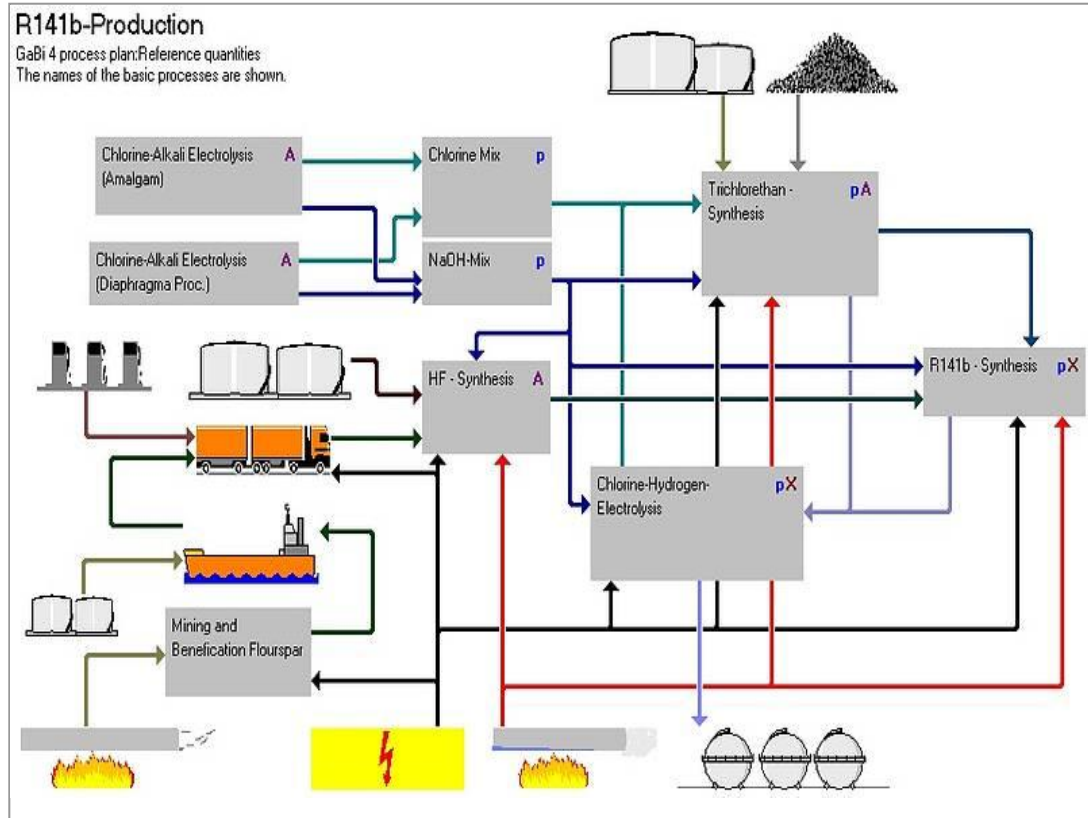 R141b-Production
GaBi 4 process plan:Reference quantities
The names of the basic processes are shown.
Chlorine-Alkali Electrolysis A
(Amalgam)
Chlorine Mix p
Trichlorethan - pA
Synthesis
Chlorine-Alkali Electrolysis A
(Diaphragma Proc.)
NaOH-Mix p
HF - Synthesis A
R141b - Synthesis pX
Chlorine-Hydrogen- pX
Electrolysis
Mining and
Benefication Flourspar